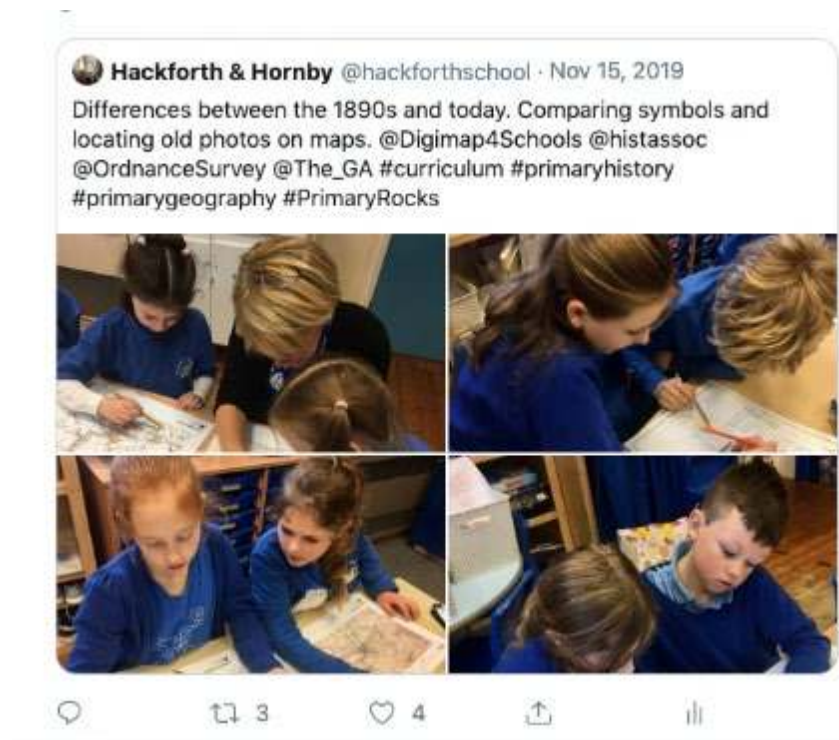 Hackforth & Hornby @hackforthschool · Nov 15, 2019
Differences between the 1890s and today. Comparing symbols and
locating old photos on maps. @Digimap4Schools @histassoc
@OrdnanceSurvey @The_GA #curriculum #primaryhistory
#primarygeography #PrimaryRocks
3 4